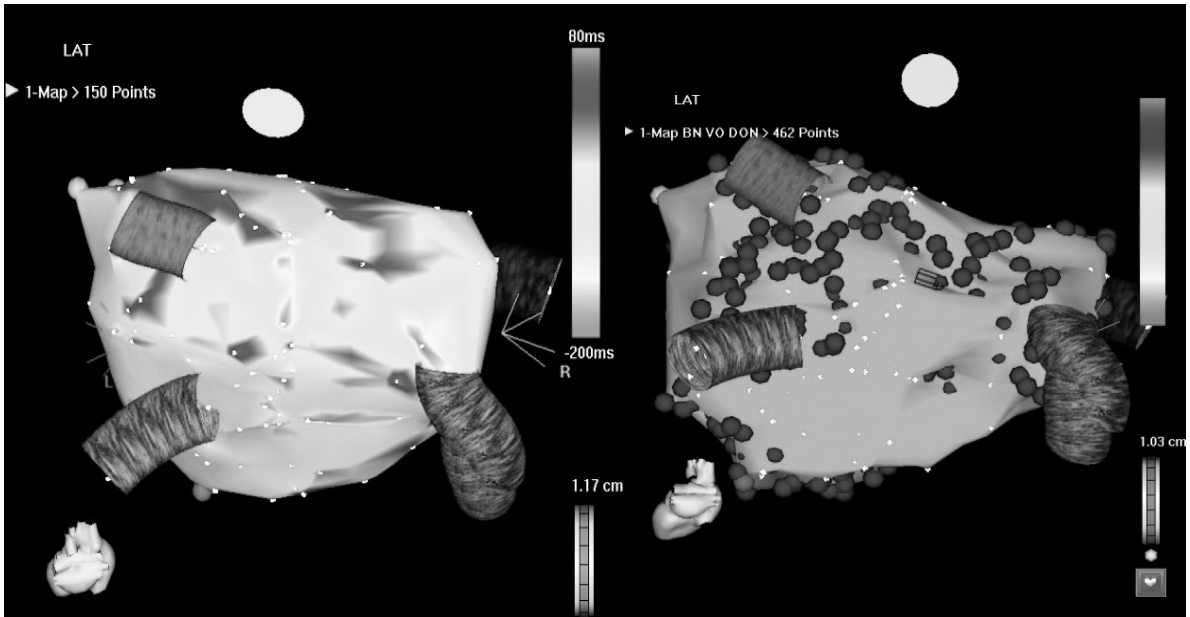 LAT
1-Map > 150 Points
80ms
-200ms
R
L
1.17 cm
LAT
1-Map BN VO DON > 462 Points
1.03 cm